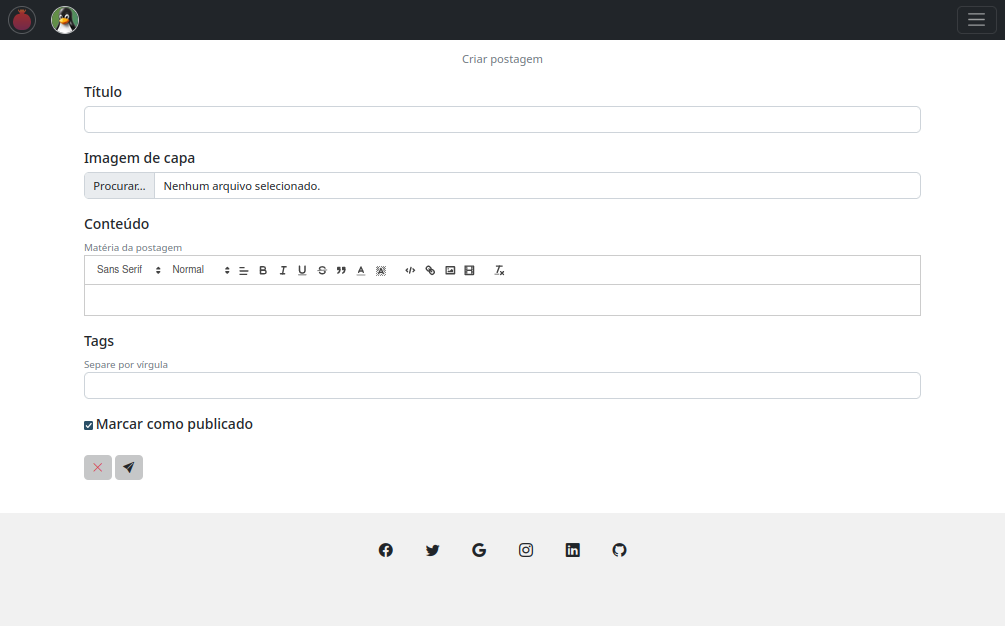 Criar postagem
Título
Imagem de capa
Procurar... Nenhum arquivo selecionado.
Conteúdo
Matéria da postagem
Sans Serif Normal
Tags
Separe por vírgula
Marcar como publicado